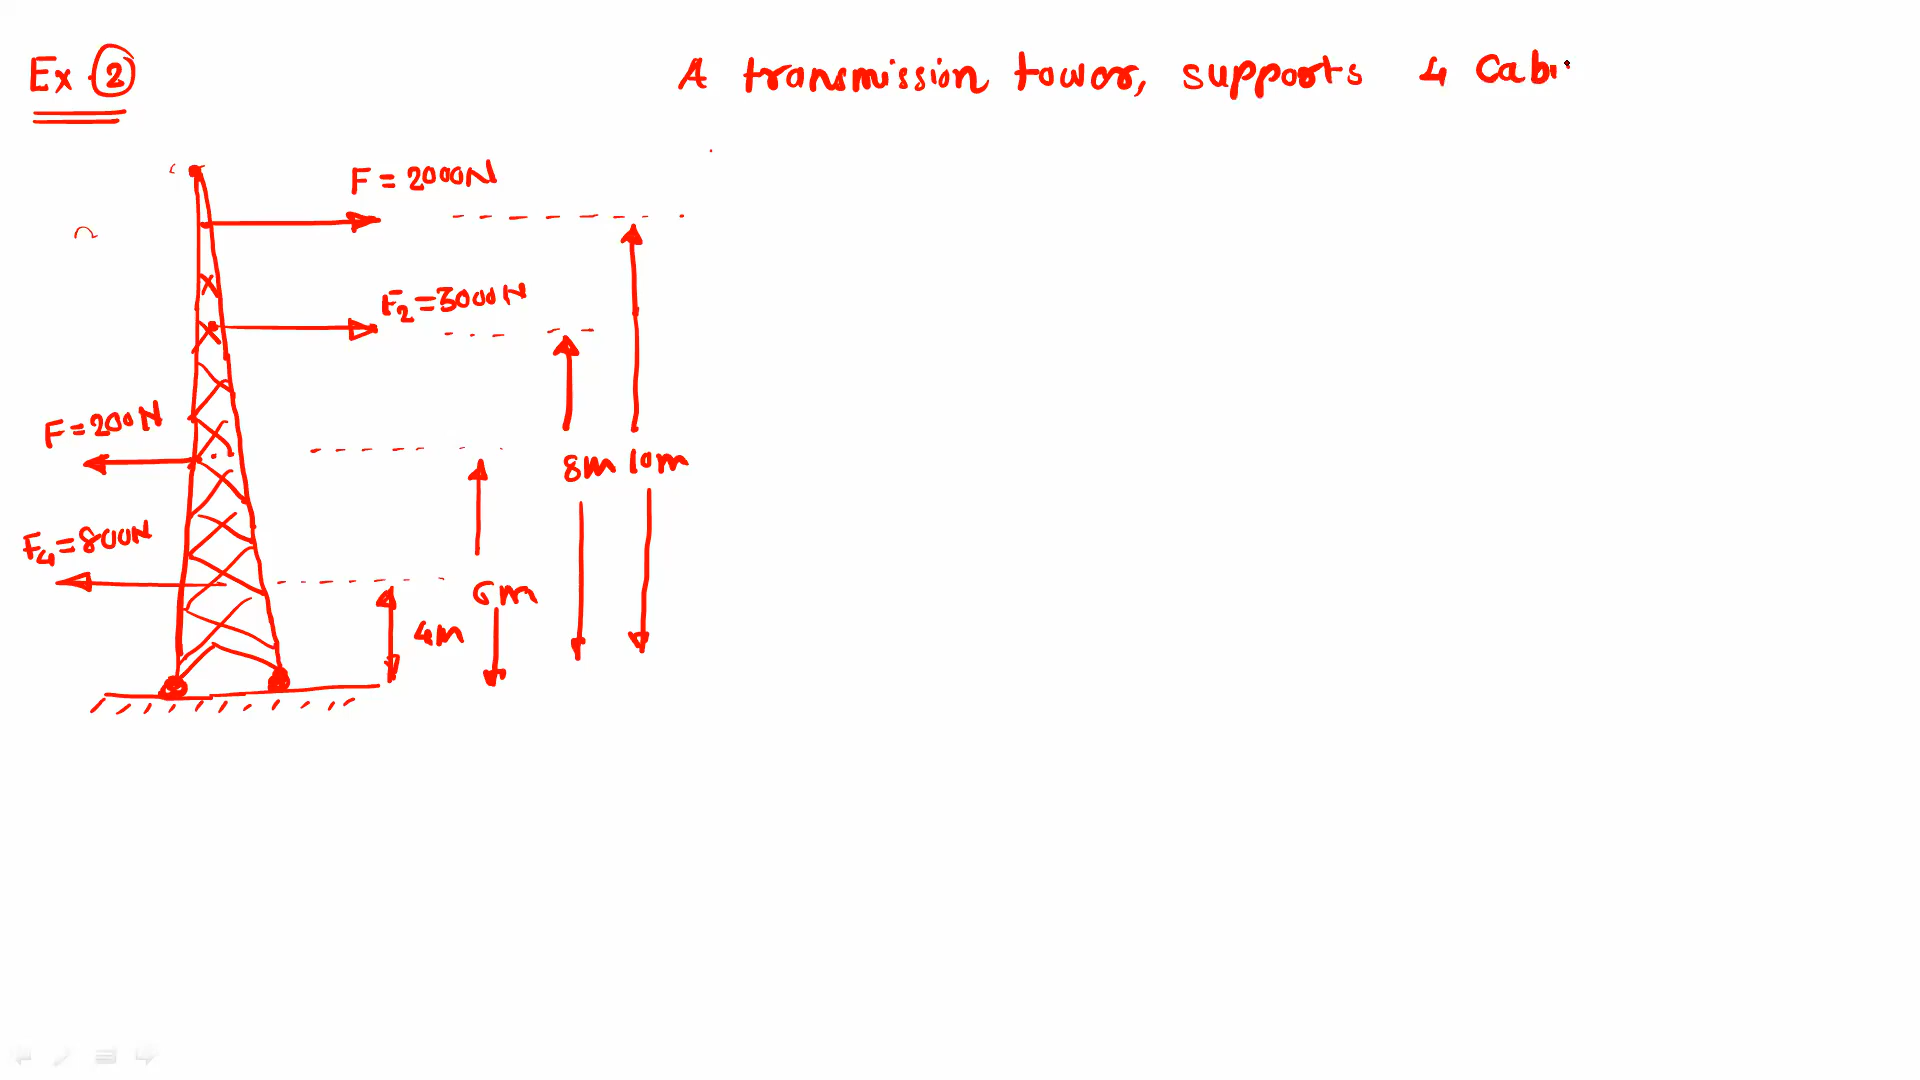 Ex. 2
A transmission tower, supports 4 Cab
F = 2000N
F2 = 3000N
F = 200N
8m 10m
F4 = 800N
6m
4m